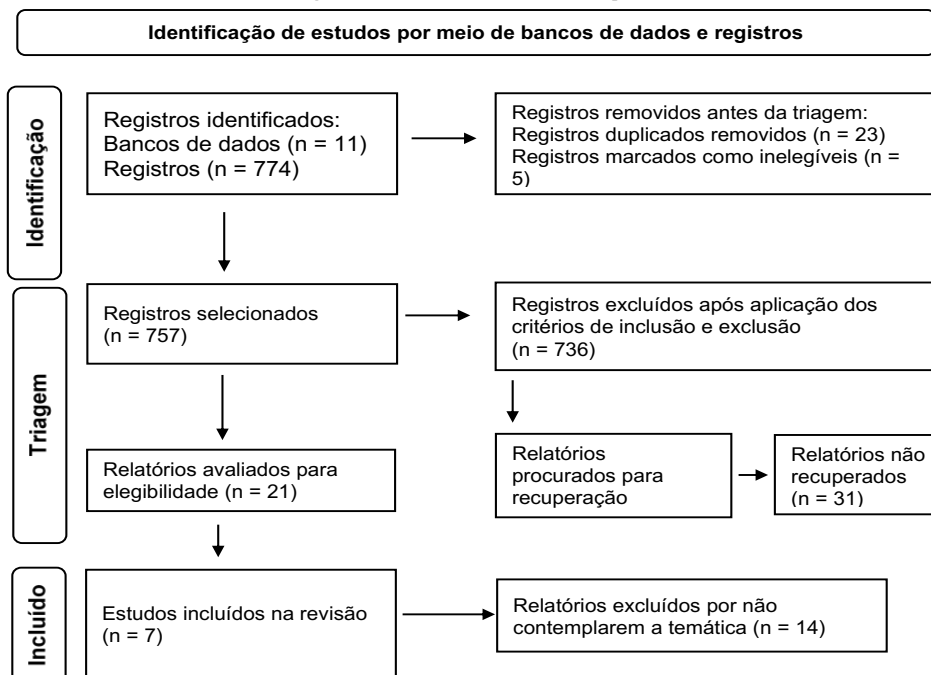 Identificação de estudos por meio de bancos de dados e registros
Identificação
Registros identificados:
Bancos de dados (n = 11)
Registros (n = 774)
Registros removidos antes da triagem:
Registros duplicados removidos (n = 23)
Registros marcados como inelegíveis (n =
5)
Triagem
Registros selecionados
(n = 757)
Registros excluídos após aplicação dos
critérios de inclusão e exclusão
(n = 736)
Relatórios avaliados para
elegibilidade (n = 21)
Relatórios
procurados para
recuperação
Relatórios não
recuperados
(n = 31)
Incluído
Estudos incluídos na revisão
(n = 7)
Relatórios excluídos por não
contemplarem a temática (n = 14)